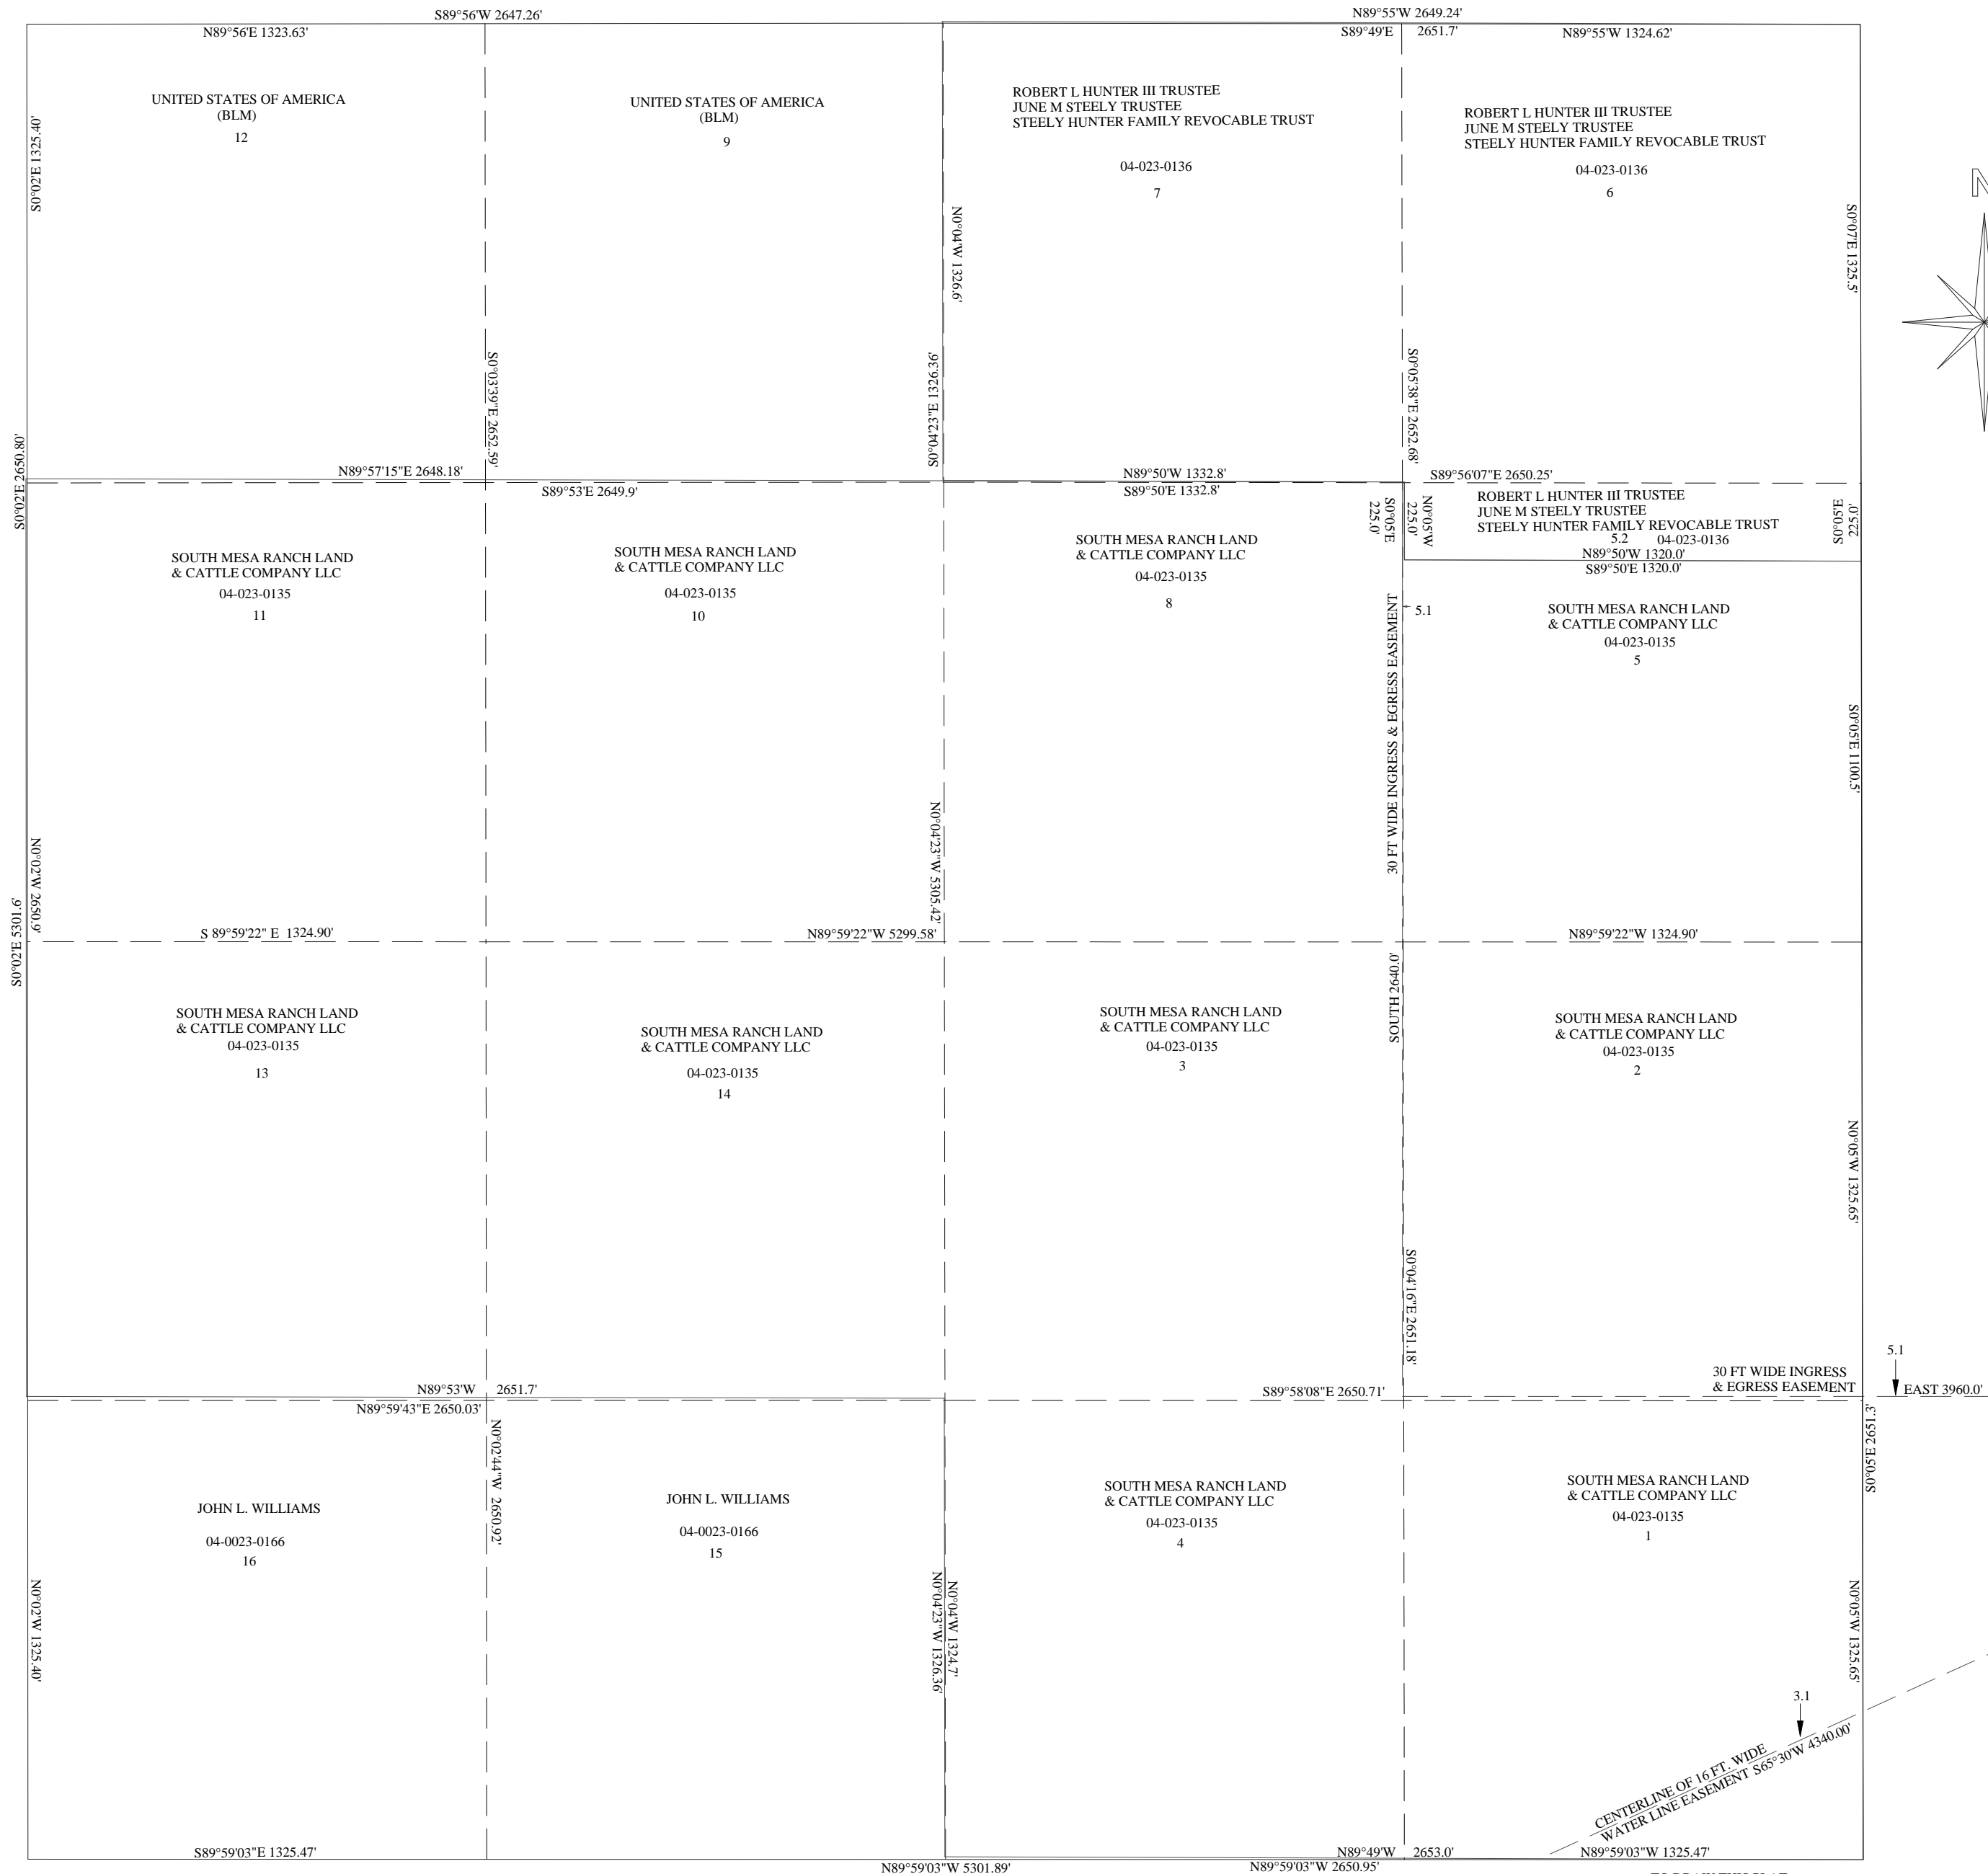 S89°56'W 2647.26'
N89°55'W 2649.24'
N89°56'E 1323.63'
S89°49'E 2651.7'
N89°55'W 1324.62'
UNITED STATES OF AMERICA
(BLM)
12
UNITED STATES OF AMERICA
(BLM)
9
ROBERT L HUNTER III TRUSTEE
JUNE M STEELY TRUSTEE
STEELY HUNTER FAMILY REVOCABLE TRUST
04-023-0136
7
ROBERT L HUNTER III TRUSTEE
JUNE M STEELY TRUSTEE
STEELY HUNTER FAMILY REVOCABLE TRUST
04-023-0136
6
N
S0°02'E 1325.40'
N0°04'W 1326.6'
S0°07'E 1325.5'
S0°03'39"E 2652.59'
S0°04'23"E 1326.36'
S0°05'38"E 2652.68'
S0°02'E 2650.80'
N89°57'15"E 2648.18'
S89°53'E 2649.9'
N89°50'W 1332.8'
S89°50'E 1332.8'
S89°56'07"E 2650.25'
S0°05'E
225.0'
N0°05'W
225.0'
ROBERT L HUNTER III TRUSTEE
JUNE M STEELY TRUSTEE
STEELY HUNTER FAMILY REVOCABLE TRUST
5.2 04-023-0136
S0°05'E
225.0'
N89°50'W 1320.0'
S89°50'E 1320.0'
SOUTH MESA RANCH LAND
& CATTLE COMPANY LLC
04-023-0135
11
SOUTH MESA RANCH LAND
& CATTLE COMPANY LLC
04-023-0135
10
SOUTH MESA RANCH LAND
& CATTLE COMPANY LLC
04-023-0135
8
5.1
SOUTH MESA RANCH LAND
& CATTLE COMPANY LLC
04-023-0135
5
30 FT WIDE INGRESS & EGRESS EASEMENT
S0°05'E 1100.5'
N0°02'W 2650.9'
S0°02'E 5301.6'
N0°04'23"W 5305.42'
S 89°59'22" E 1324.90'
N89°59'22"W 5299.58'
N89°59'22"W 1324.90'
SOUTH 2640.0'
SOUTH MESA RANCH LAND
& CATTLE COMPANY LLC
04-023-0135
13
SOUTH MESA RANCH LAND
& CATTLE COMPANY LLC
04-023-0135
14
SOUTH MESA RANCH LAND
& CATTLE COMPANY LLC
04-023-0135
3
SOUTH MESA RANCH LAND
& CATTLE COMPANY LLC
04-023-0135
2
N0°05'W 1325.65'
S0°04'16"E 2651.18'
5.1
30 FT WIDE INGRESS
& EGRESS EASEMENT
EAST 3960.0'
N89°53'W 2651.7'
N89°59'43"E 2650.03'
S89°58'08"E 2650.71'
S0°05'E 2651.3'
N0°02'44"W 2650.92'
JOHN L. WILLIAMS
04-0023-0166
16
JOHN L. WILLIAMS
04-0023-0166
15
SOUTH MESA RANCH LAND
& CATTLE COMPANY LLC
04-023-0135
4
SOUTH MESA RANCH LAND
& CATTLE COMPANY LLC
04-023-0135
1
N0°02'W 1325.40'
N0°04'23"W 1326.36'
N0°04'W 1324.7'
N0°05'W 1325.65'
3.1
CENTERLINE OF 16 FT. WIDE
WATER LINE EASEMENT S65°30'W 4340.00'
S89°59'03"E 1325.47'
N89°49'W 2653.0'
N89°59'03"W 1325.47'
N89°59'03"W 5301.89'
N89°59'03"W 2650.95'